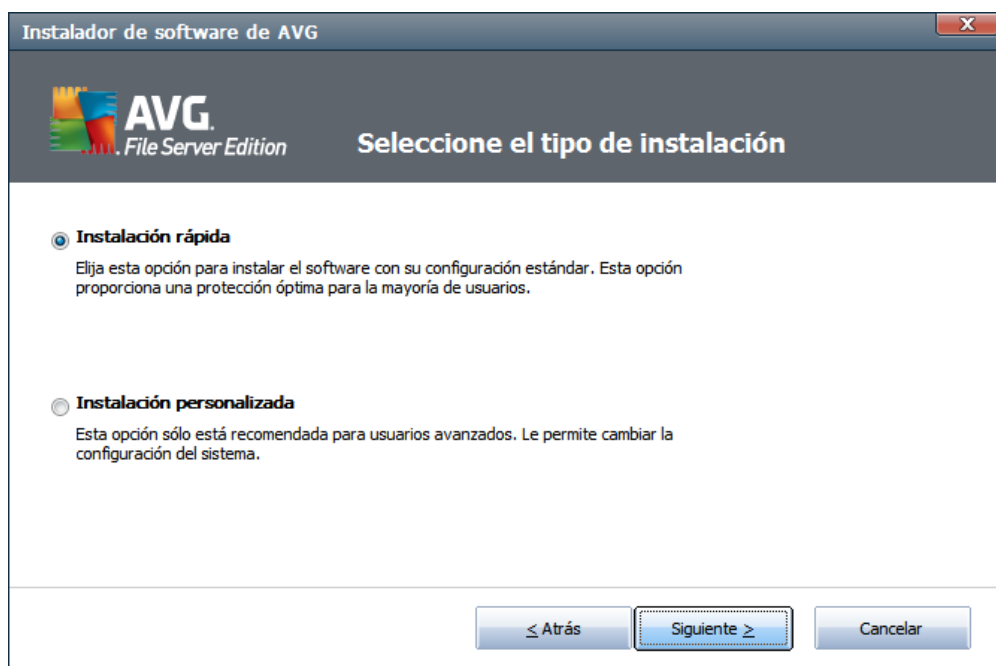 Instalador de software de AVG
X
AVG.
File Server Edition
Seleccione el tipo de instalación
Instalación rápida
Elija esta opción para instalar el software con su configuración estándar. Esta opción
proporciona una protección óptima para la mayoría de usuarios.
Instalación personalizada
Esta opción sólo está recomendada para usuarios avanzados. Le permite cambiar la
configuración del sistema.
< Atrás
Siguiente >
Cancelar